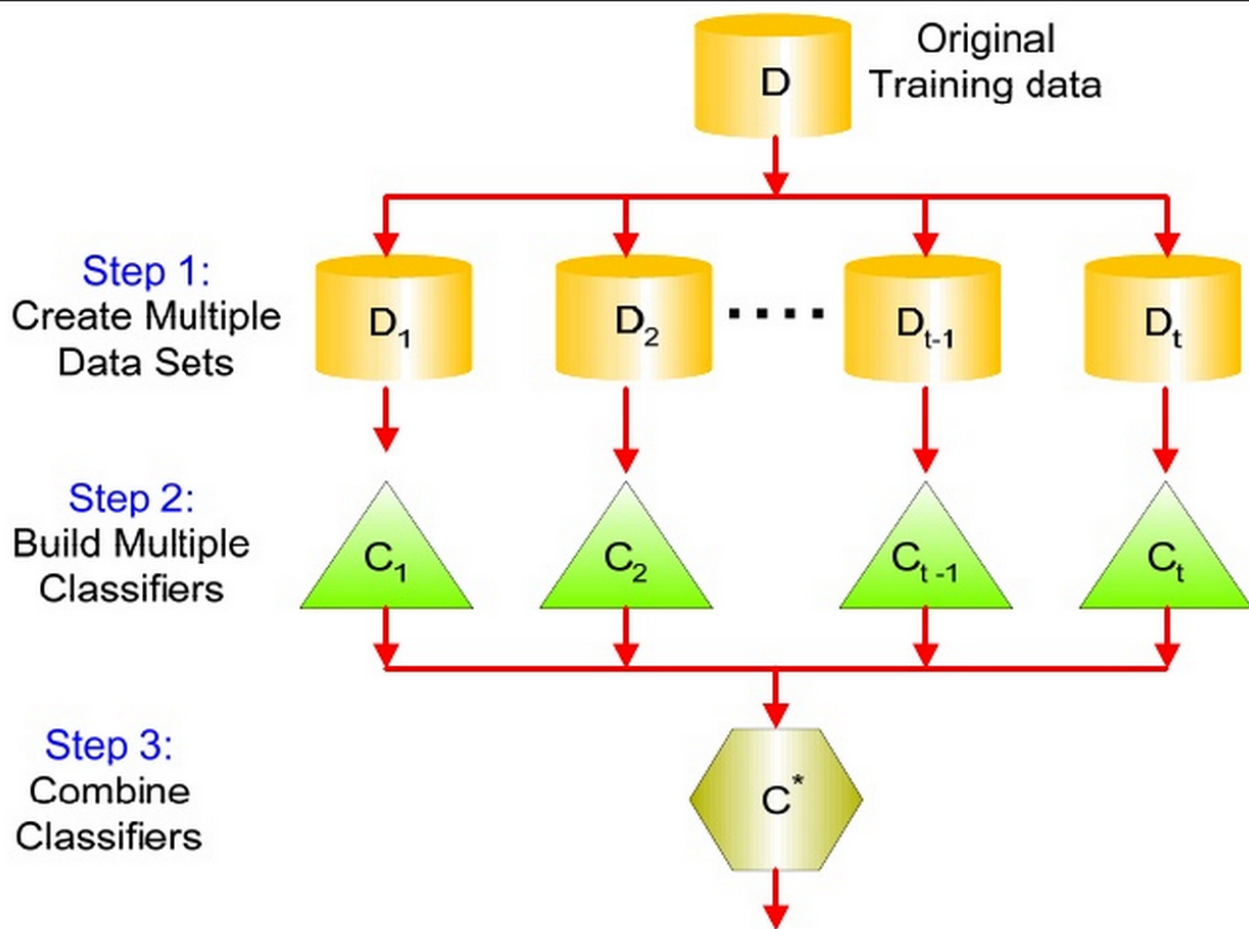 D
Original
Training data
Step 1:
Create Multiple
Data Sets
D₁
D₂
....
Dₜ₋₁
Dₜ
Step 2:
Build Multiple
Classifiers
C₁
C₂
Cₜ₋₁
Cₜ
Step 3:
Combine
Classifiers
C*